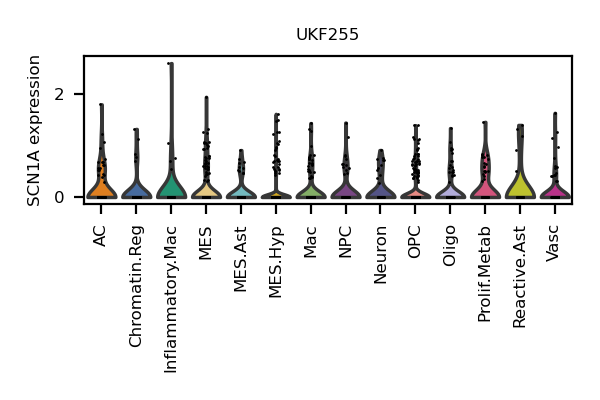 UKF255
SCN1A expression
2
0
AC
Chromatin.Reg
Inflammatory.Mac
MES
MES.Ast
MES.Hyp
Mac
NPC
Neuron
OPC
Oligo
Prolif.Metab
Reactive.Ast
Vasc